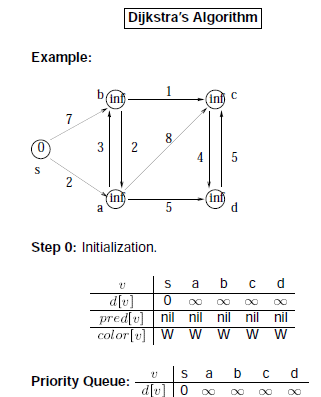 Dijkstra's Algorithm
Example:
b inf 1 inf c
7
8
0 3 2 4 5
s
2
inf inf
a 5 d
Step 0: Initialization.
v s a b c d
d[v] 0 ∞ ∞ ∞ ∞
pred[v] nil nil nil nil nil
color[v] W W W W W
Priority Queue: v s a b c d
d[v] 0 ∞ ∞ ∞ ∞